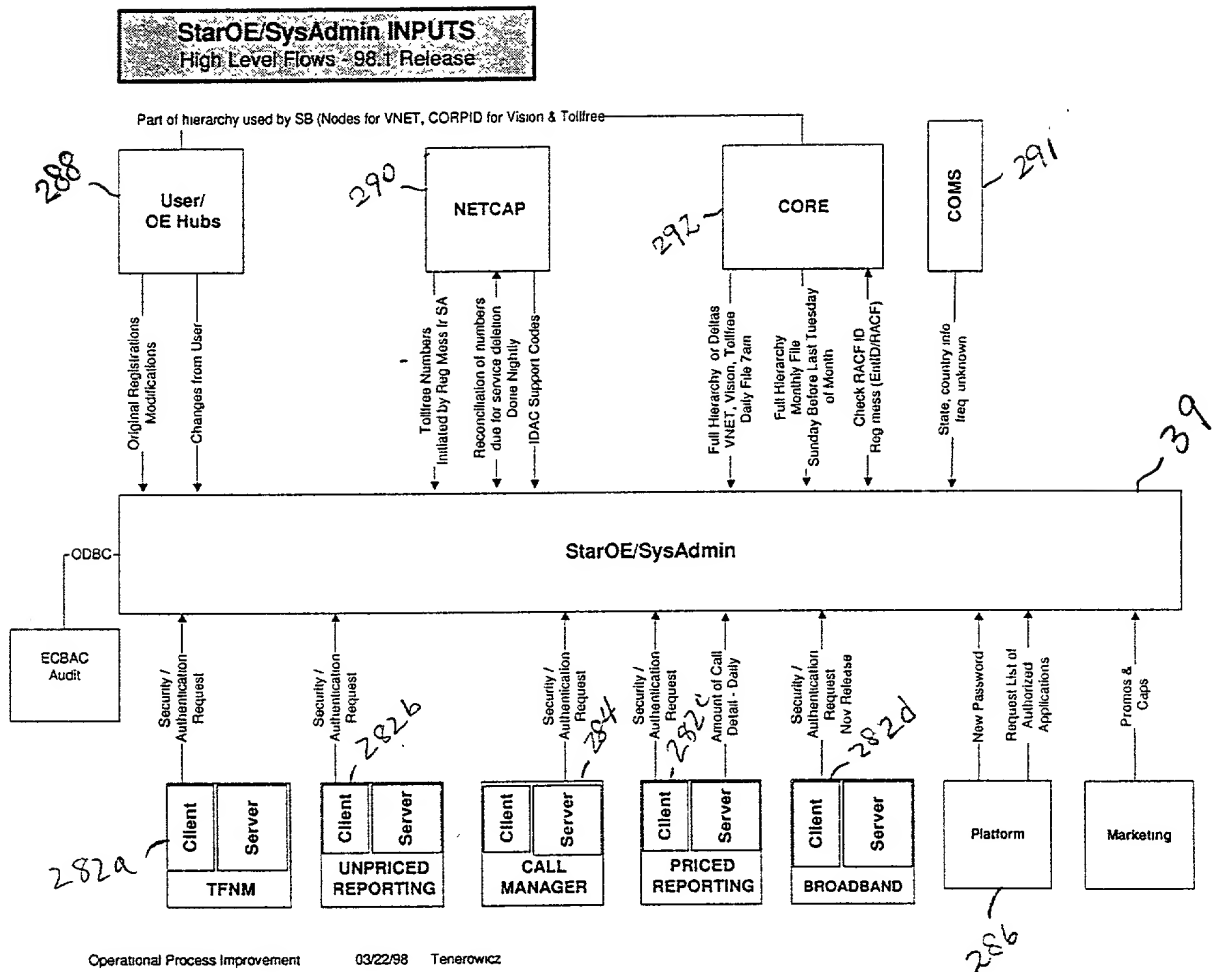 StarOE/SysAdmin INPUTS
High Level Flows - 98.1 Release
Part of hierarchy used by SB (Nodes for VNET, CORPID for Vision & Tollfree
288
User/
OE Hubs
290
NETCAP
292
CORE
COMS
291
Original Registrations
Modifications
Changes from User
Tollfree Numbers
Initiated by Reg Mess fr SA
Reconciliation of numbers
due for service deletion
Done Nightly
IDAC Support Codes
Full Hierarchy or Deltas
VNET, Vision, Tollfree
Daily File 7am
Full Hierarchy
Monthly File
Sunday Before Last Tuesday
of Month
Check RACF ID
Reg mess (EntID/RACF)
State, country info
freq unknown
39
StarOE/SysAdmin
ODBC
ECBAC
Audit
Security /
Authentication
Request
Security /
Authentication
Request
282b
Security /
Authentication
Request
284
Security /
Authentication
Request
282c
Amount of Call
Detail - Daily
Security /
Authentication
Request
Nov Release
282d
New Password
Request List of
Authorized
Applications
Promos &
Caps
282a
Client
Server
TFNM
Client
Server
UNPRICED
REPORTING
Client
Server
CALL
MANAGER
Client
Server
PRICED
REPORTING
Client
Server
BROADBAND
Platform
Marketing
286
Operational Process Improvement 03/22/98 Tenerowicz